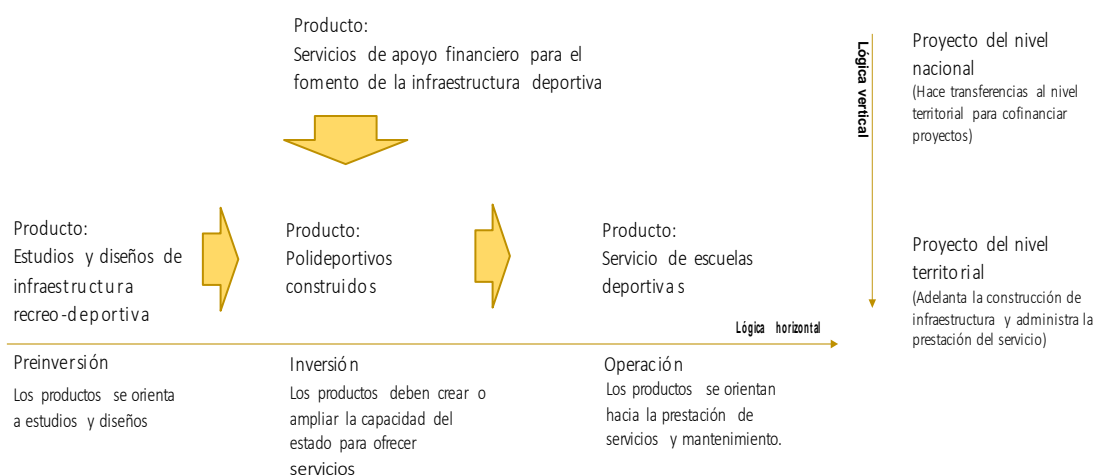 Producto:
Servicios de apoyo financiero para el
fomento de la infraestructura deportiva
Lógica vertical
Proyecto del nivel
nacional
(Hace transferencias al nivel
territorial para cofinanciar
proyectos)
Producto:
Estudios y diseños de
infraestructura
recreo-deportiva
Producto:
Polideportivos
construidos
Producto:
Servicio de escuelas
deportivas
Proyecto del nivel
territorial
(Adelanta la construcción de
infraestructura y administra la
prestación del servicio)
Lógica horizontal
Preinversión
Los productos se orienta
a estudios y diseños
Inversión
Los productos deben crear o
ampliar la capacidad del
estado para ofrecer
servicios
Operación
Los productos se orientan
hacia la prestación de
servicios y mantenimiento.